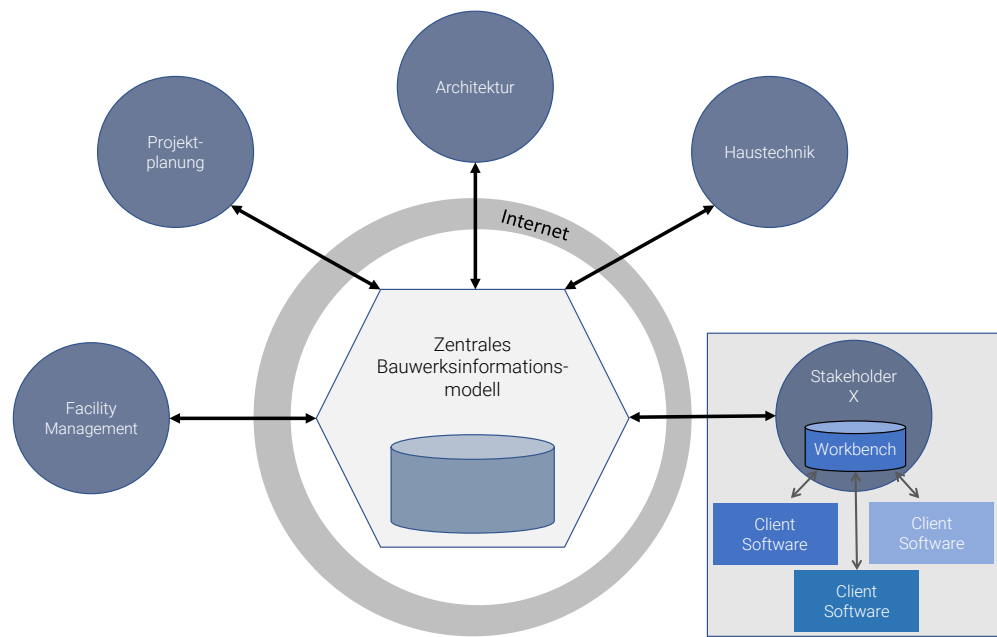 Architektur
Projekt-
planung
Haustechnik
Internet
Zentrales
Bauwerksinformations-
modell
Facility
Management
Stakeholder
X
Workbench
Client
Software
Client
Software
Client
Software